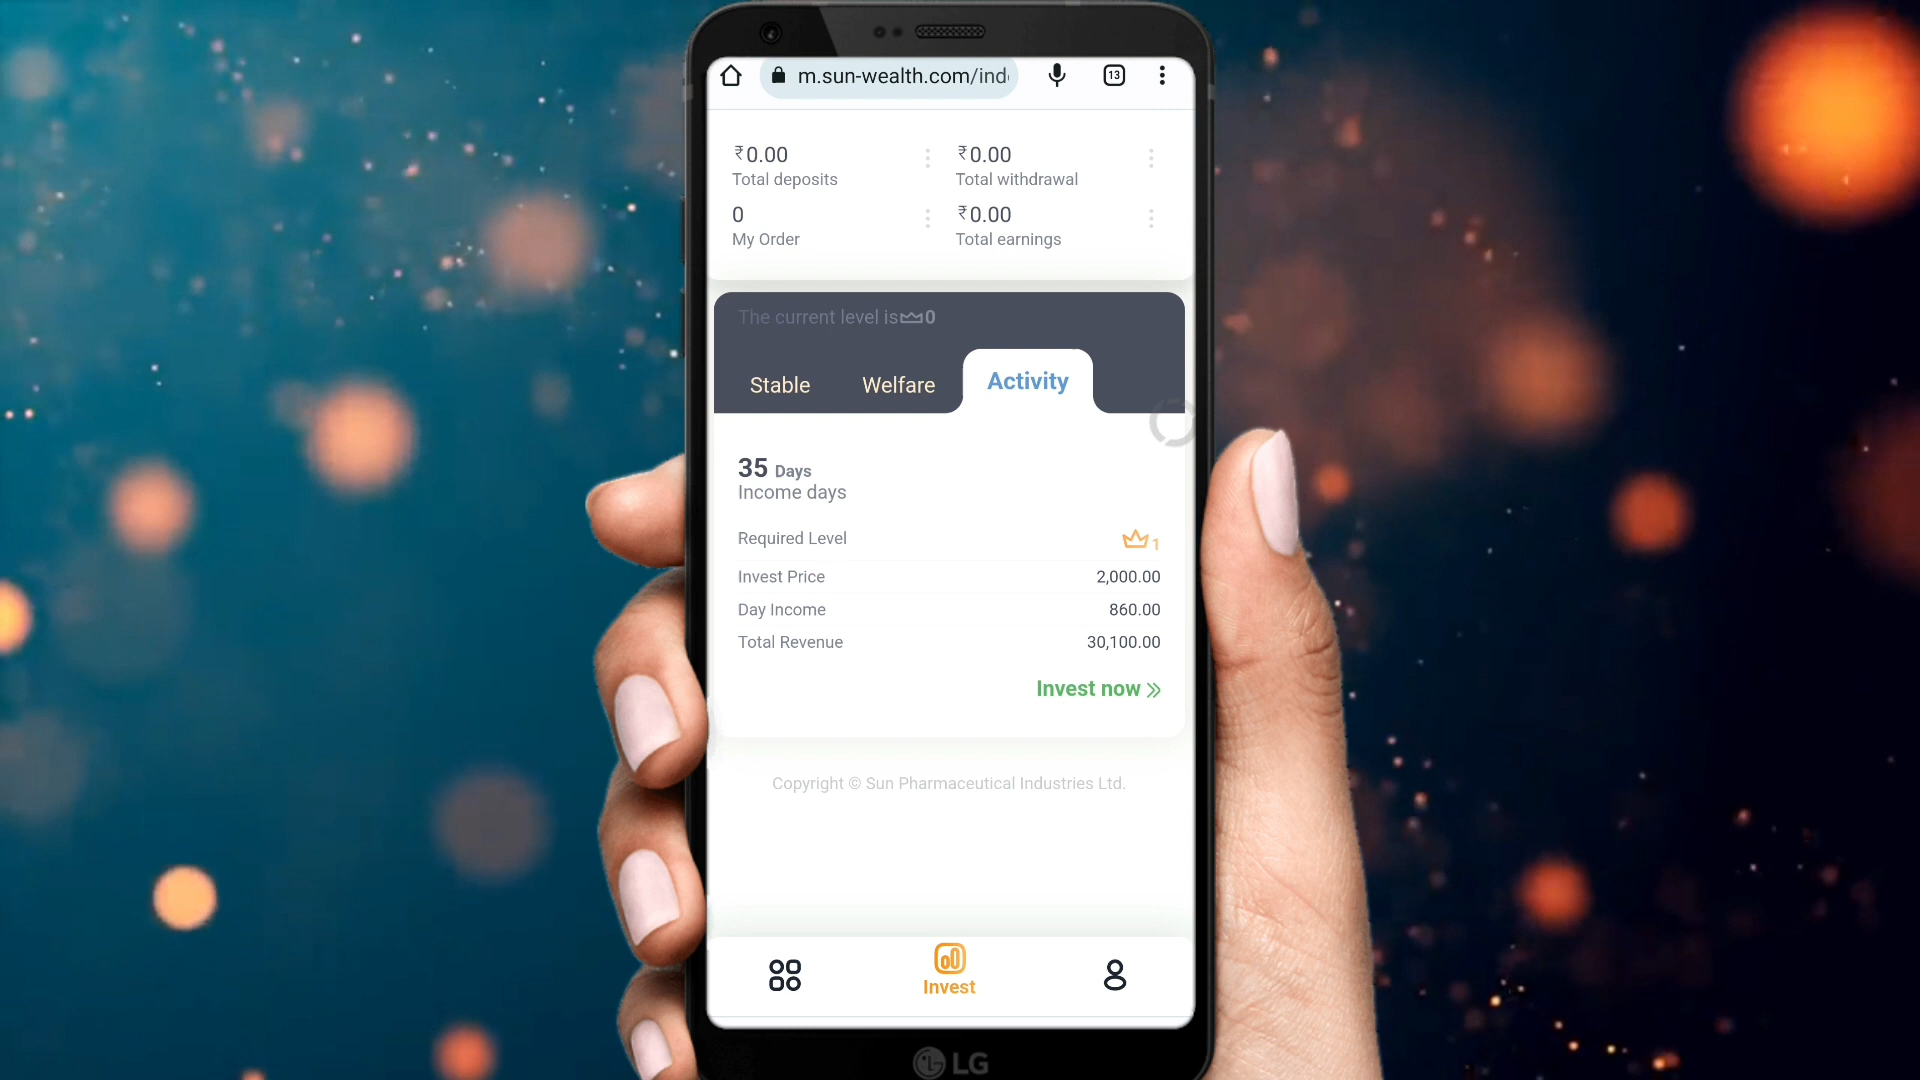 m.sun-wealth.com/ind
13
₹0.00
Total deposits
₹0.00
Total withdrawal
0
My Order
₹0.00
Total earnings
The current level is 0
Stable
Welfare
Activity
35 Days
Income days
Required Level 1
Invest Price 2,000.00
Day Income 860.00
Total Revenue 30,100.00
Invest now
Copyright © Sun Pharmaceutical Industries Ltd.
Invest
LG